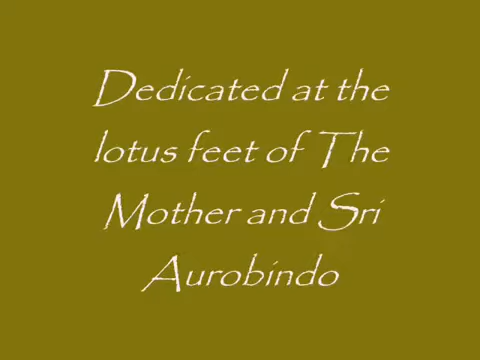 Dedicated at the
lotus feet of The
Mother and Sri
Aurobindo